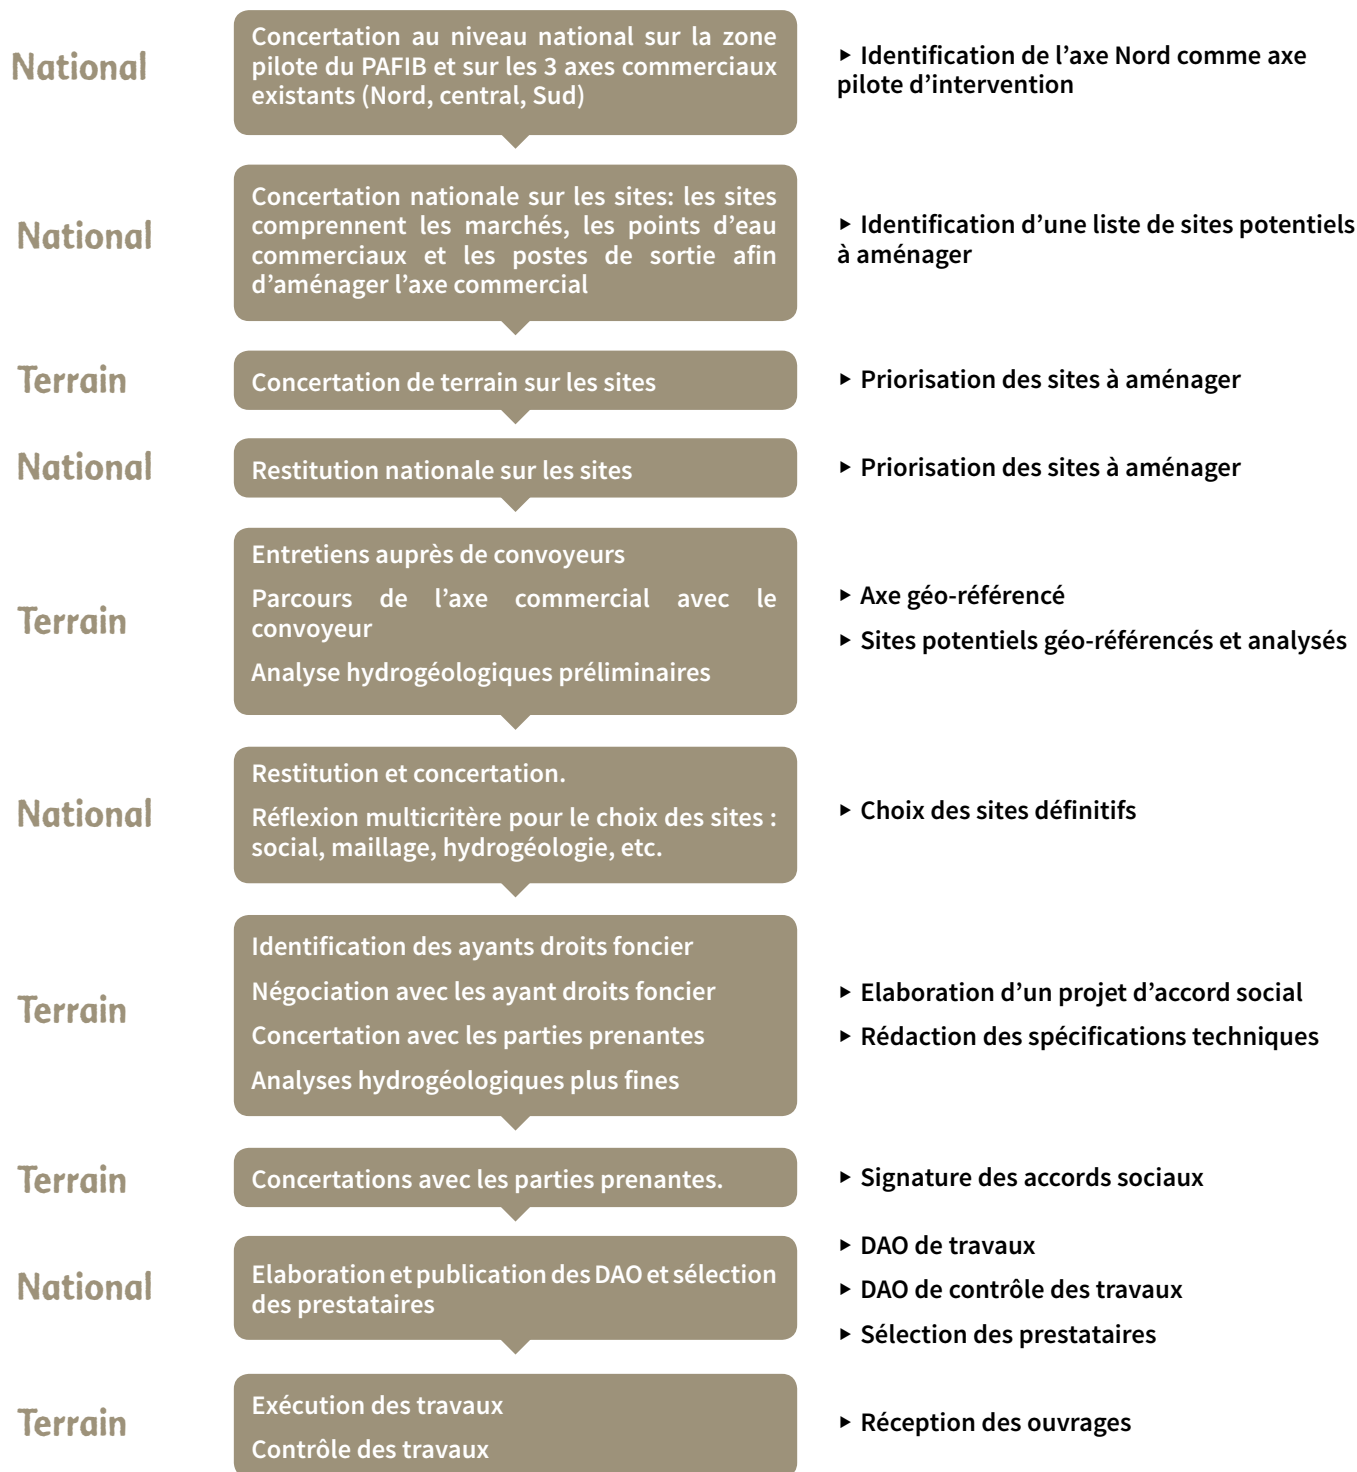 National
Concertation au niveau national sur la zone
pilote du PAFIB et sur les 3 axes commerciaux
existants (Nord, central, Sud)
▸ Identification de l’axe Nord comme axe
pilote d’intervention
National
Concertation nationale sur les sites: les sites
comprennent les marchés, les points d’eau
commerciaux et les postes de sortie afin
d’aménager l’axe commercial
▸ Identification d’une liste de sites potentiels
à aménager
Terrain
Concertation de terrain sur les sites
▸ Priorisation des sites à aménager
National
Restitution nationale sur les sites
▸ Priorisation des sites à aménager
Terrain
Entretiens auprès de convoyeurs
Parcours de l’axe commercial avec le
convoyeur
Analyse hydrogéologiques préliminaires
▸ Axe géo-référencé
▸ Sites potentiels géo-référencés et analysés
National
Restitution et concertation.
Réflexion multicritère pour le choix des sites :
social, maillage, hydrogéologie, etc.
▸ Choix des sites définitifs
Terrain
Identification des ayants droits foncier
Négociation avec les ayant droits foncier
Concertation avec les parties prenantes
Analyses hydrogéologiques plus fines
▸ Elaboration d’un projet d’accord social
▸ Rédaction des spécifications techniques
Terrain
Concertations avec les parties prenantes.
▸ Signature des accords sociaux
National
Elaboration et publication des DAO et sélection
des prestataires
▸ DAO de travaux
▸ DAO de contrôle des travaux
▸ Sélection des prestataires
Terrain
Exécution des travaux
Contrôle des travaux
▸ Réception des ouvrages